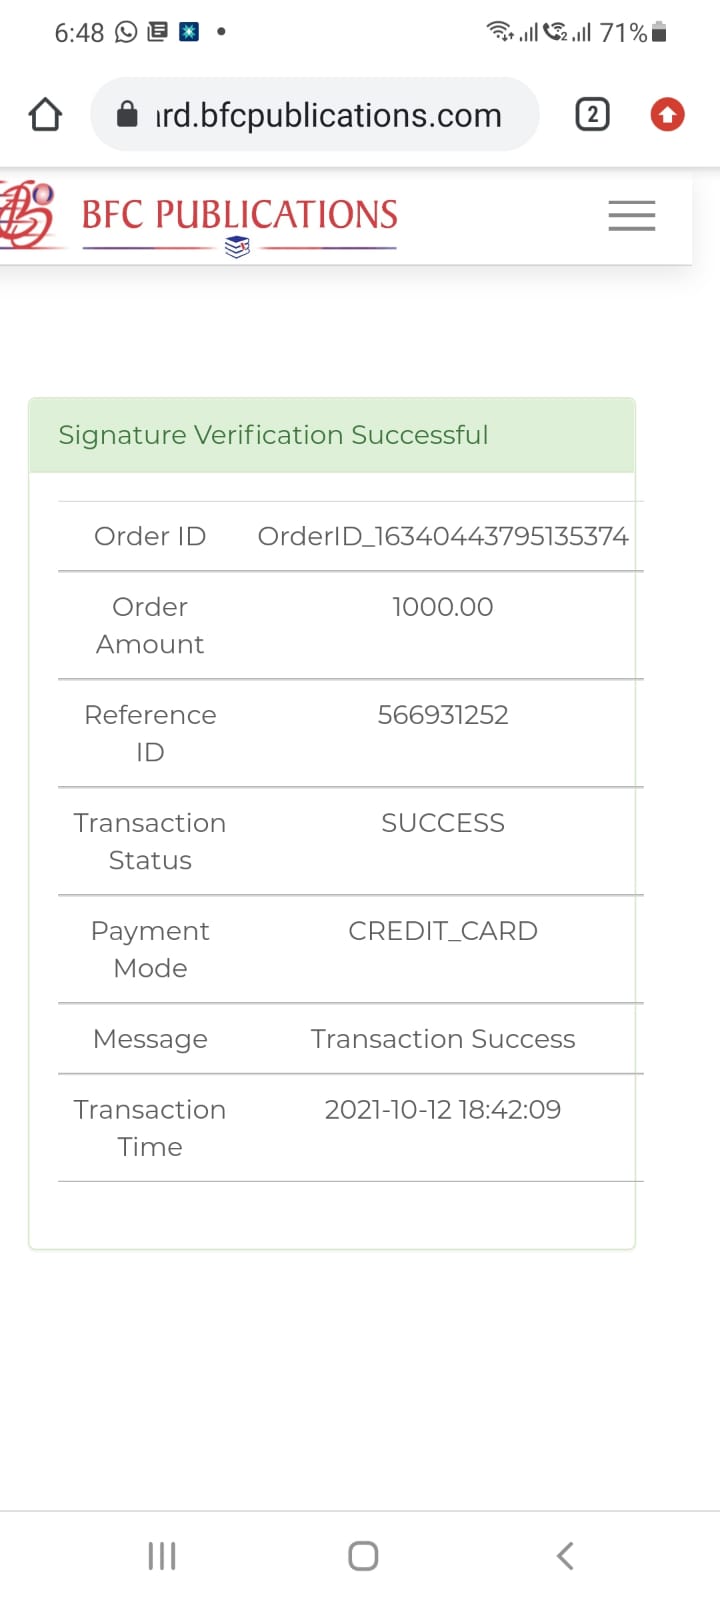 6:48 71%
ard.bfcpublications.com 2
BFC PUBLICATIONS
Signature Verification Successful
Order ID OrderID_16340443795135374
Order 1000.00
Amount
Reference 566931252
ID
Transaction SUCCESS
Status
Payment CREDIT_CARD
Mode
Message Transaction Success
Transaction 2021-10-12 18:42:09
Time